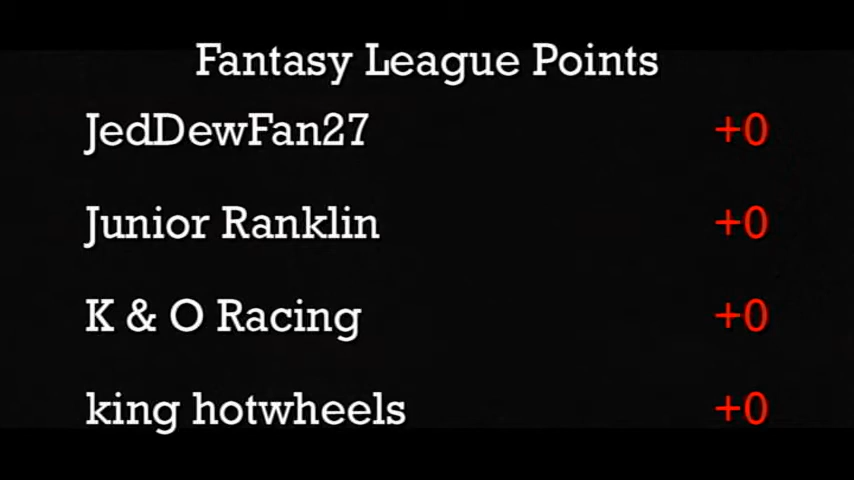 Fantasy League Points
JedDewFan27 +0
Junior Ranklin +0
K & O Racing +0
king hotwheels +0